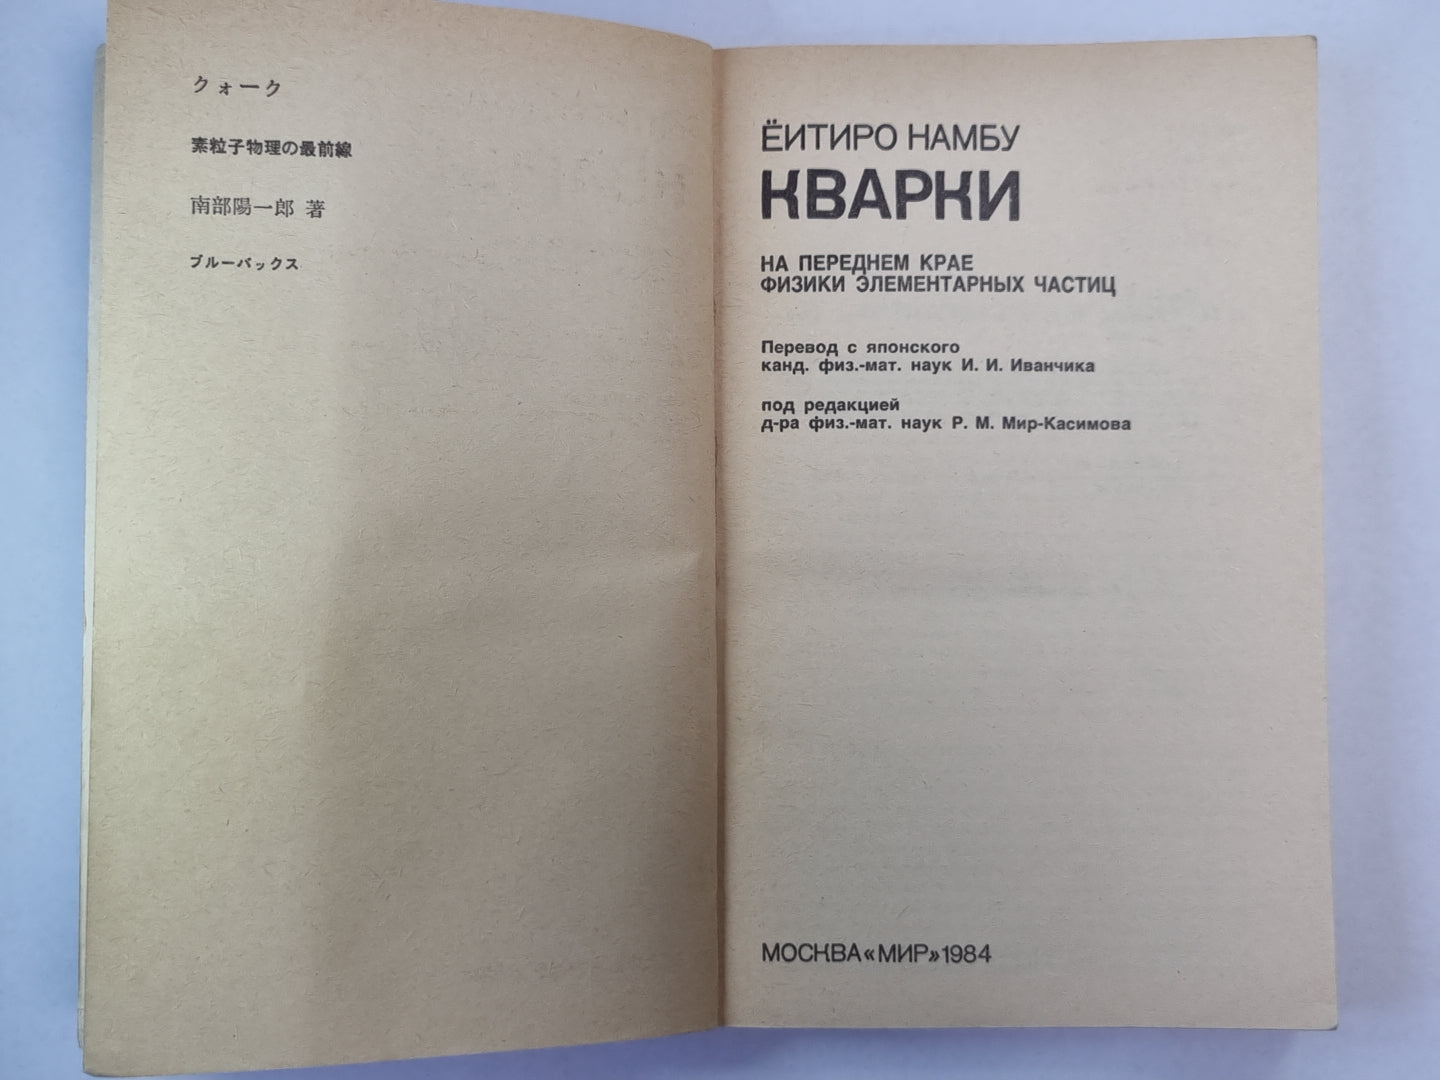 クォーク
素粒子物理の最前線
南部陽一郎 著
ブルーバックス
ЁИТИРО НАМБУ
КВАРКИ
НА ПЕРЕДНЕМ КРАЕ
ФИЗИКИ ЭЛЕМЕНТАРНЫХ ЧАСТИЦ
Перевод с японского
канд. физ.-мат. наук И. И. Иванчика
под редакцией
д-ра физ.-мат. наук Р. М. Мир-Касимова
МОСКВА «МИР» 1984